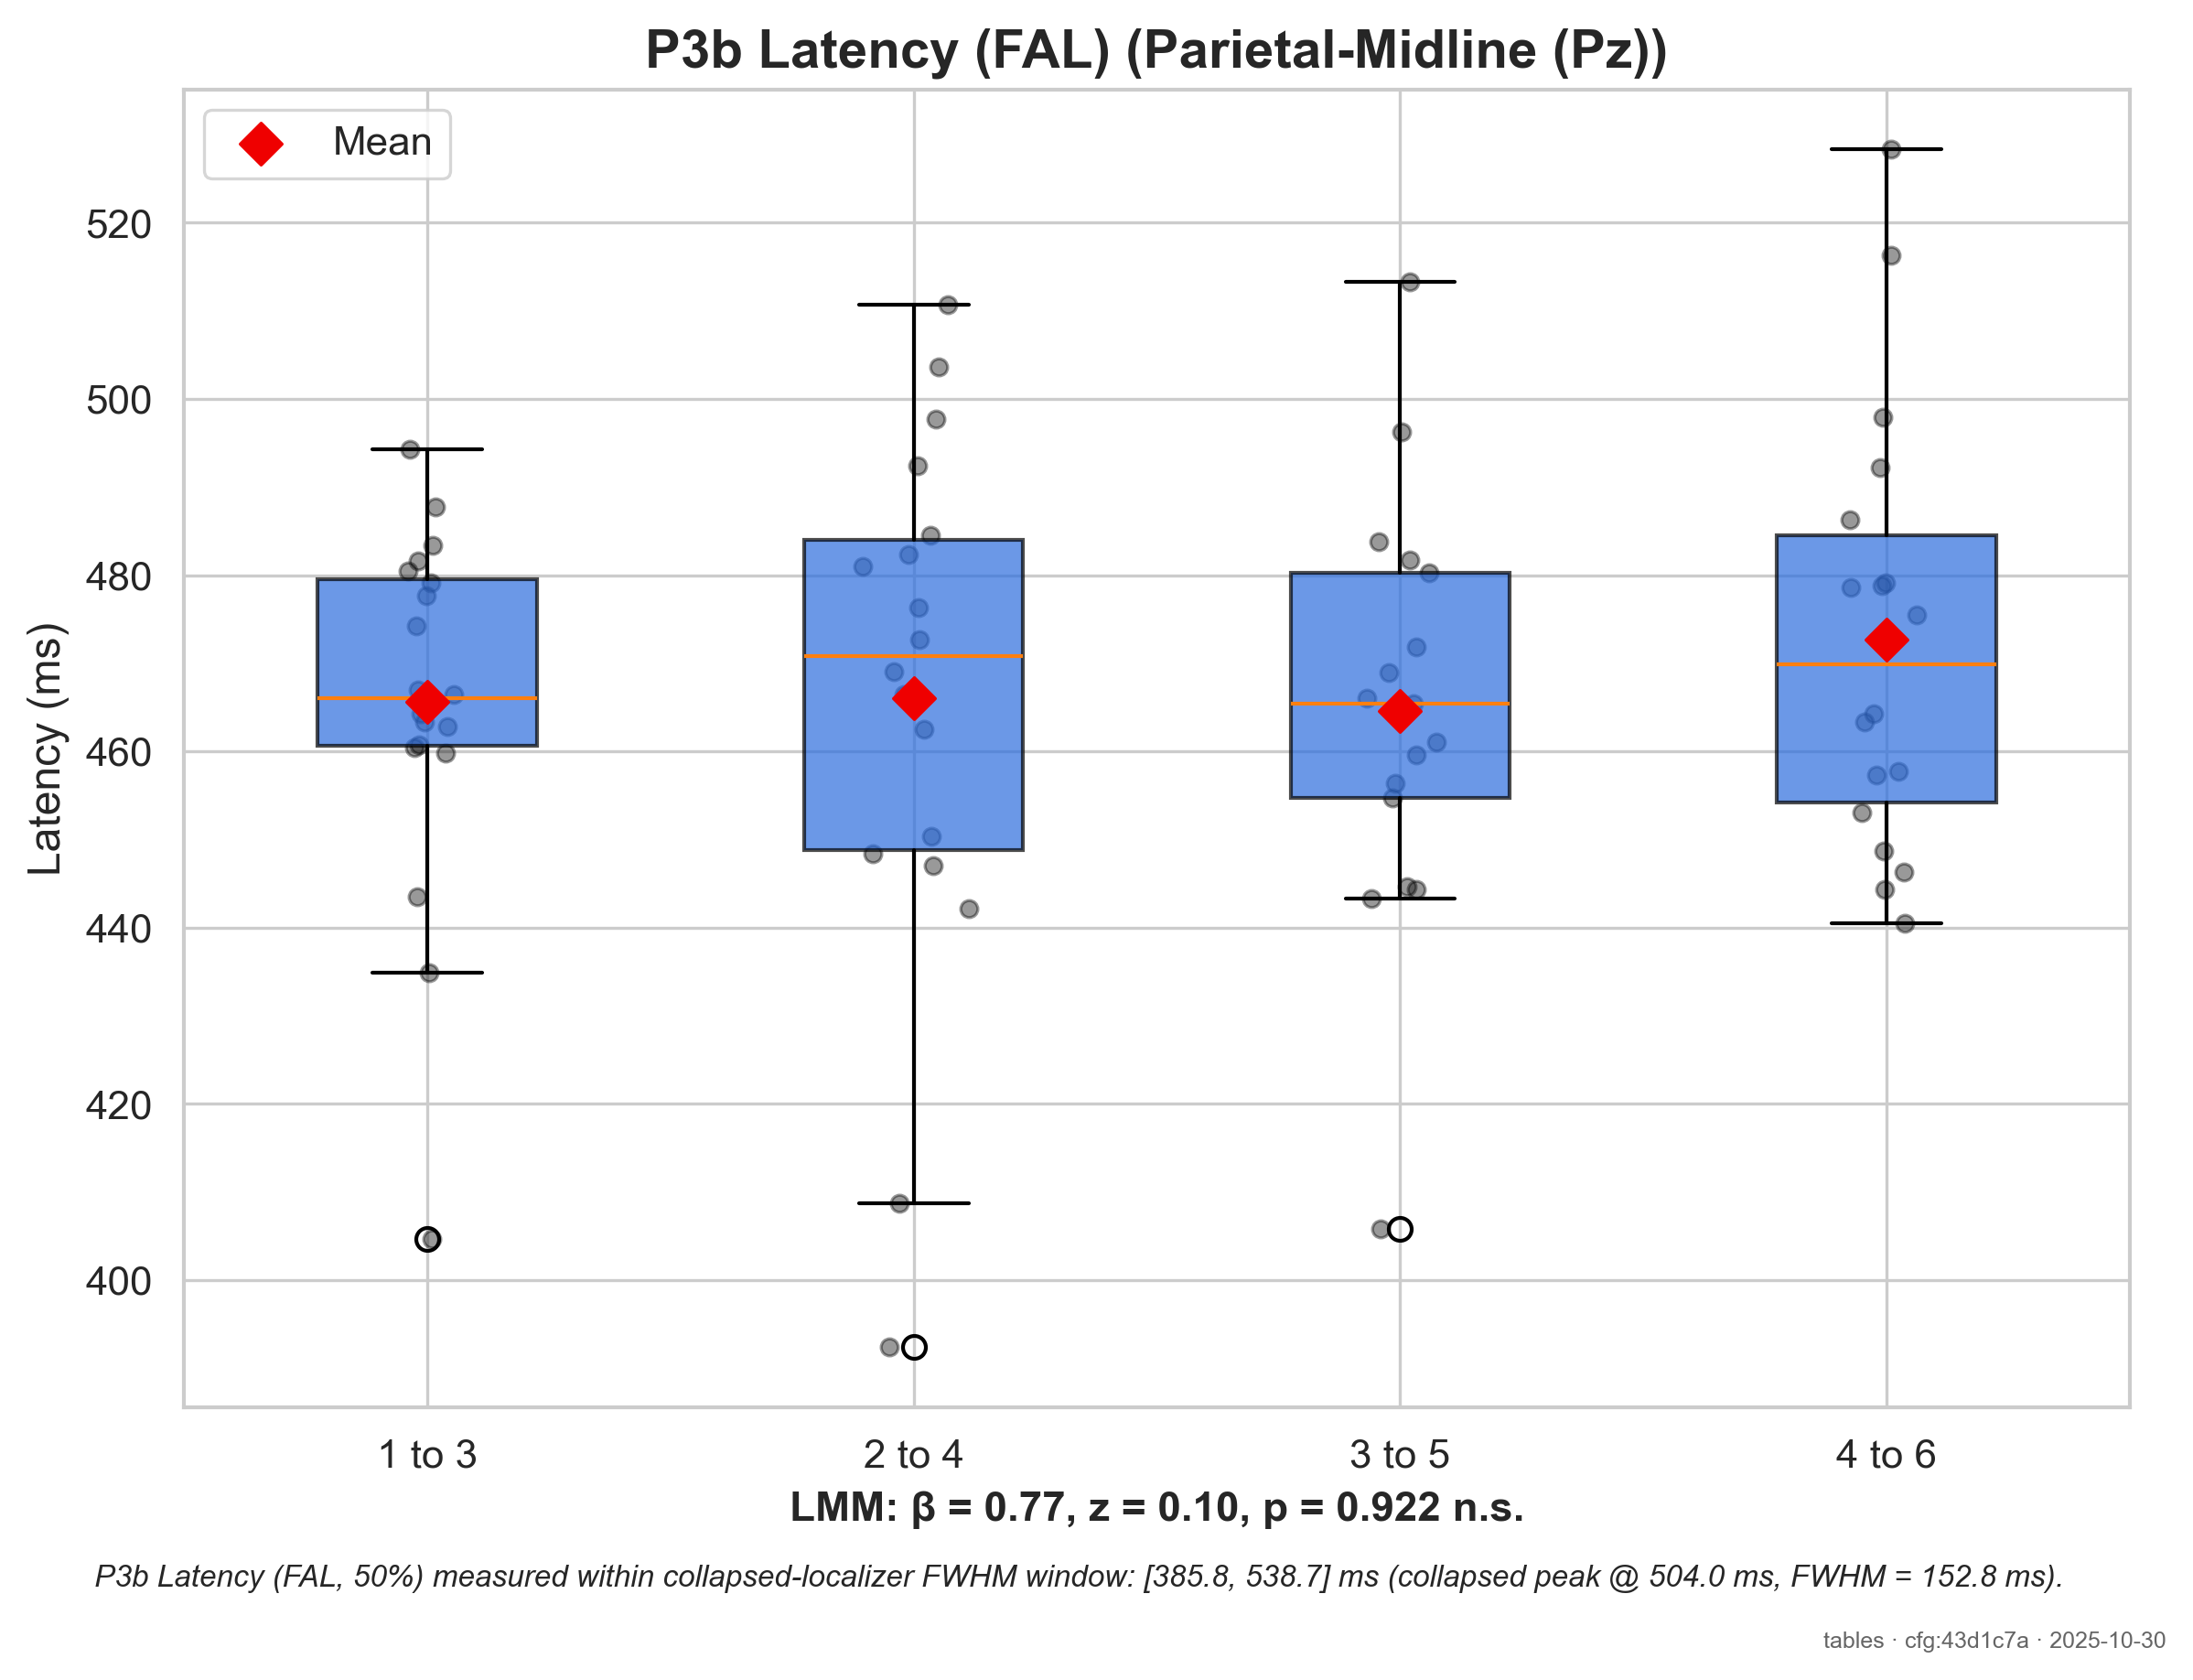 P3b Latency (FAL) (Parietal-Midline (Pz))
Mean
Latency (ms)
520
500
480
460
440
420
400
1 to 3
2 to 4
3 to 5
4 to 6
LMM: β = 0.77, z = 0.10, p = 0.922 n.s.
P3b Latency (FAL, 50%) measured within collapsed-localizer FWHM window: [385.8, 538.7] ms (collapsed peak @ 504.0 ms, FWHM = 152.8 ms).
tables · cfg:43d1c7a · 2025-10-30